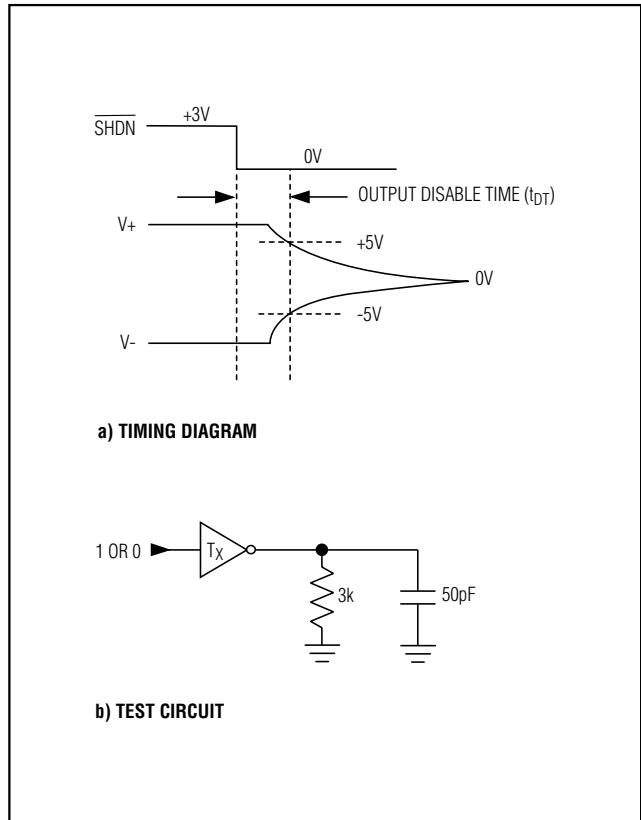 +3V
SHDN
0V
OUTPUT DISABLE TIME (tDT)
V+
+5V
0V
-5V
V-
a) TIMING DIAGRAM
1 OR 0
TX
3k
50pF
b) TEST CIRCUIT